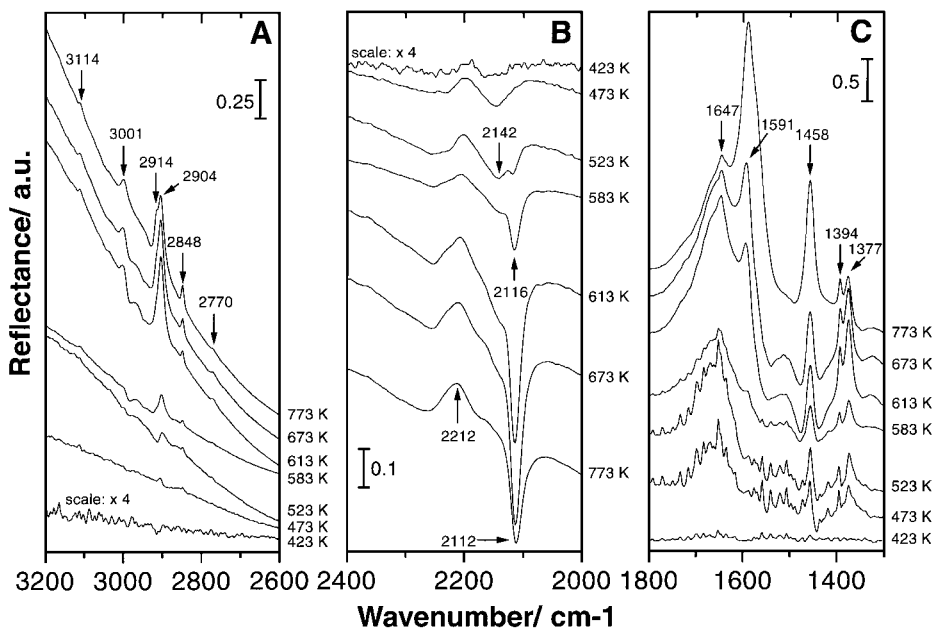 Reflectance/ a.u.
A
3114
0.25
3001
2914
2904
2848
2770
773 K
673 K
613 K
583 K
scale: x 4
523 K
473 K
423 K
3200
3000
2800
2600
B
scale: x 4
423 K
473 K
2142
523 K
583 K
2116
613 K
673 K
2212
0.1
773 K
2112
2400
2200
2000
C
0.5
1647
1591
1458
1394
1377
773 K
673 K
613 K
583 K
523 K
473 K
423 K
1800
1600
1400
Wavenumber/ cm-1